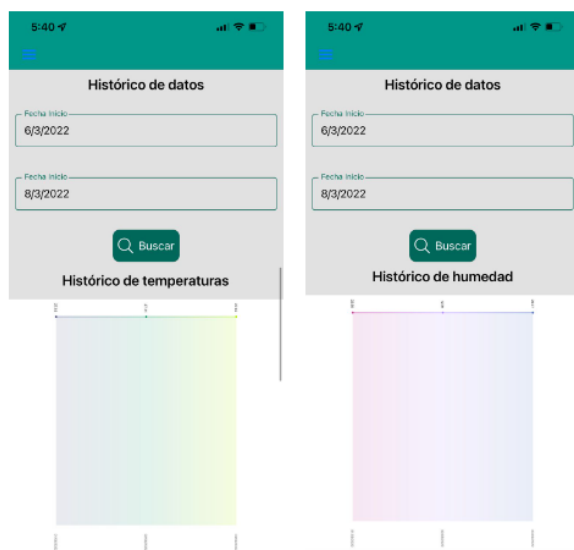 5:40
Histórico de datos
Fecha Inicio
6/3/2022
Fecha Inicio
8/3/2022
Buscar
Histórico de temperaturas
5:40
Histórico de datos
Fecha Inicio
6/3/2022
Fecha Inicio
8/3/2022
Buscar
Histórico de humedad